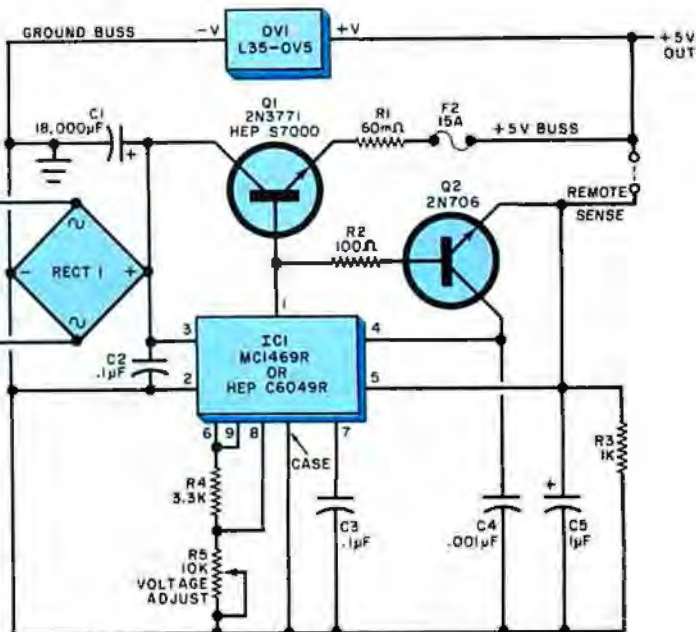 GROUND BUSS
-V
OV1
L35-OV5
+V
+5V
OUT
C1
18,000µF
+
Q1
2N3771
HEP S7000
R1
60mΩ
F2
15A
+5V BUSS
Q2
2N706
REMOTE
SENSE
R2
100Ω
- RECT 1 +
1
3
IC1
MC1469R
OR
HEP C6049R
4
C2
.1µF
2
5
6
9
8
7
CASE
R3
1K
R4
3.3K
R5
10K
VOLTAGE
ADJUST
C3
.1µF
C4
.001µF
+
C5
1µF